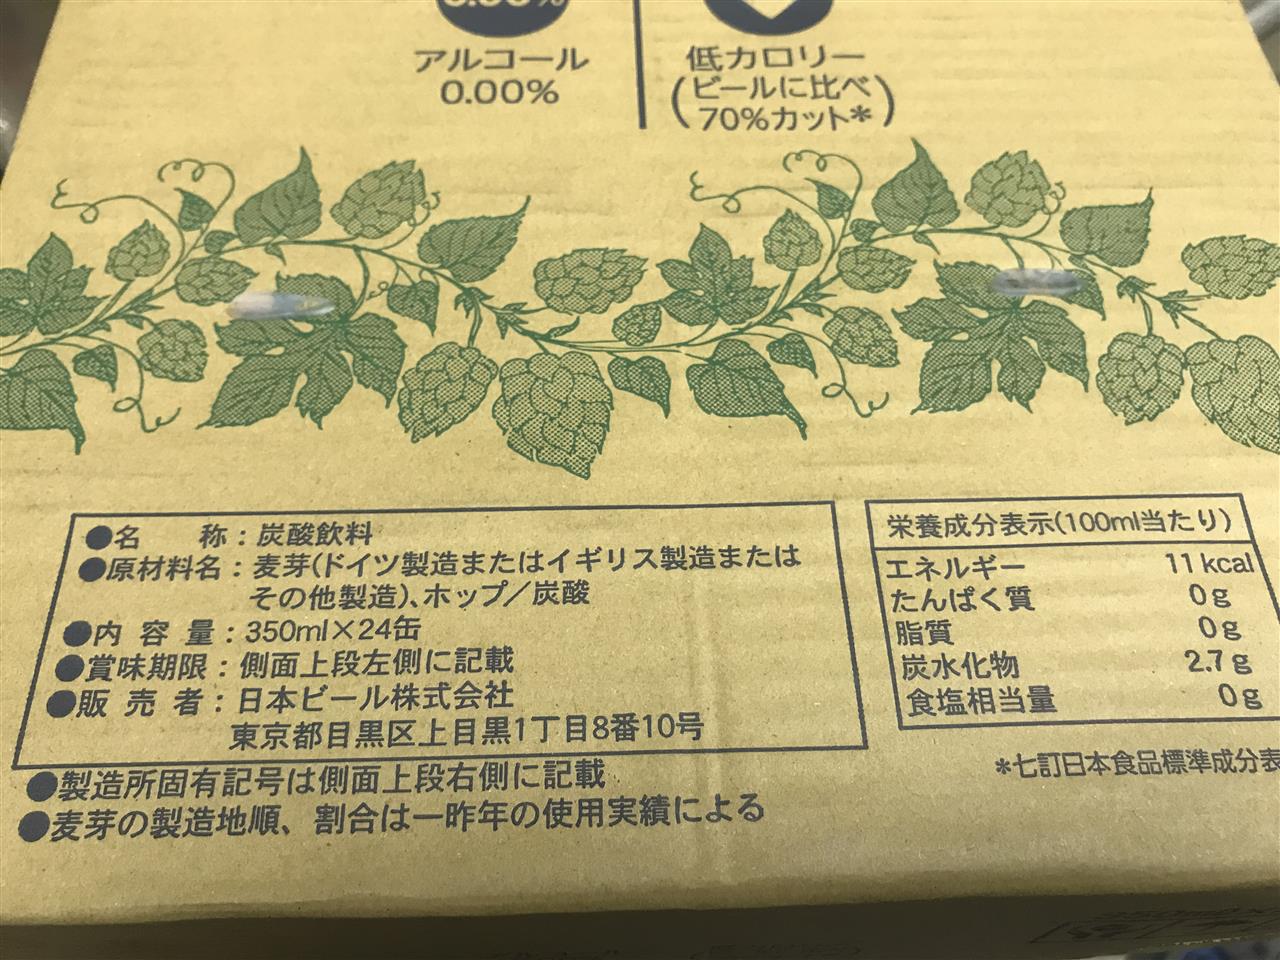 アルコール
0.00%
低カロリー
(ビールに比べ
70%カット*)
●名 称：炭酸飲料
●原材料名：麦芽(ドイツ製造またはイギリス製造または
その他製造)、ホップ／炭酸
●内 容 量：350ml×24缶
●賞味期限：側面上段左側に記載
●販 売 者：日本ビール株式会社
東京都目黒区上目黒1丁目8番10号
●製造所固有記号は側面上段右側に記載
●麦芽の製造地順、割合は一昨年の使用実績による
栄養成分表示(100ml当たり)
エネルギー 11kcal
たんぱく質 0g
脂質 0g
炭水化物 2.7g
食塩相当量 0g
*七訂日本食品標準成分表